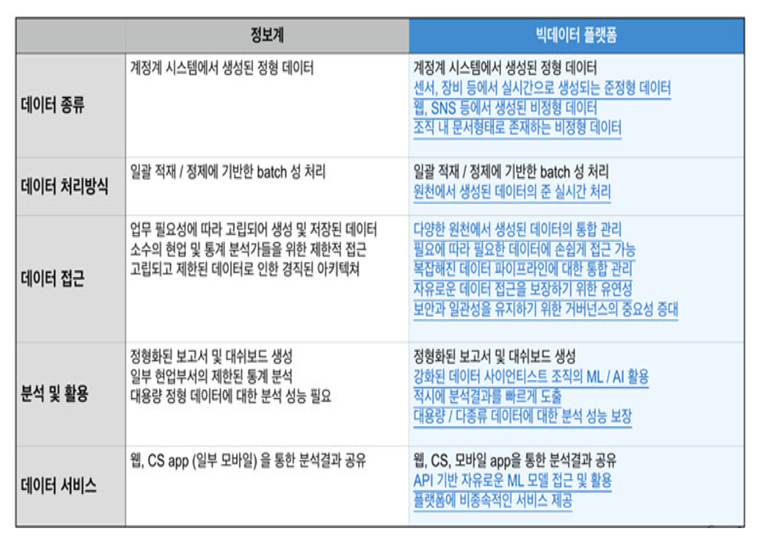 정보계
빅데이터 플랫폼
데이터 종류
계정계 시스템에서 생성된 정형 데이터
계정계 시스템에서 생성된 정형 데이터
센서, 장비 등에서 실시간으로 생성되는 준정형 데이터
웹, SNS 등에서 생성된 비정형 데이터
조직 내 문서형태로 존재하는 비정형 데이터
데이터 처리방식
일괄 적재 / 정제에 기반한 batch 성 처리
일괄 적재 / 정제에 기반한 batch 성 처리
원천에서 생성된 데이터의 준 실시간 처리
데이터 접근
업무 필요성에 따라 고립되어 생성 및 저장된 데이터
소수의 현업 및 통계 분석가들을 위한 제한적 접근
고립되고 제한된 데이터로 인한 경직된 아키텍쳐
다양한 원천에서 생성된 데이터의 통합 관리
필요에 따라 필요한 데이터에 손쉽게 접근 가능
복잡해진 데이터 파이프라인에 대한 통합 관리
자유로운 데이터 접근을 보장하기 위한 유연성
보안과 일관성을 유지하기 위한 거버넌스의 중요성 증대
분석 및 활용
정형화된 보고서 및 대쉬보드 생성
일부 현업부서의 제한된 통계 분석
대용량 정형 데이터에 대한 분석 성능 필요
정형화된 보고서 및 대쉬보드 생성
강화된 데이터 사이언티스트 조직의 ML / AI 활용
적시에 분석결과를 빠르게 도출
대용량 / 다종류 데이터에 대한 분석 성능 보장
데이터 서비스
웹, CS app (일부 모바일) 을 통한 분석결과 공유
웹, CS, 모바일 app을 통한 분석결과 공유
API 기반 자유로운 ML 모델 접근 및 활용
플랫폼에 비종속적인 서비스 제공